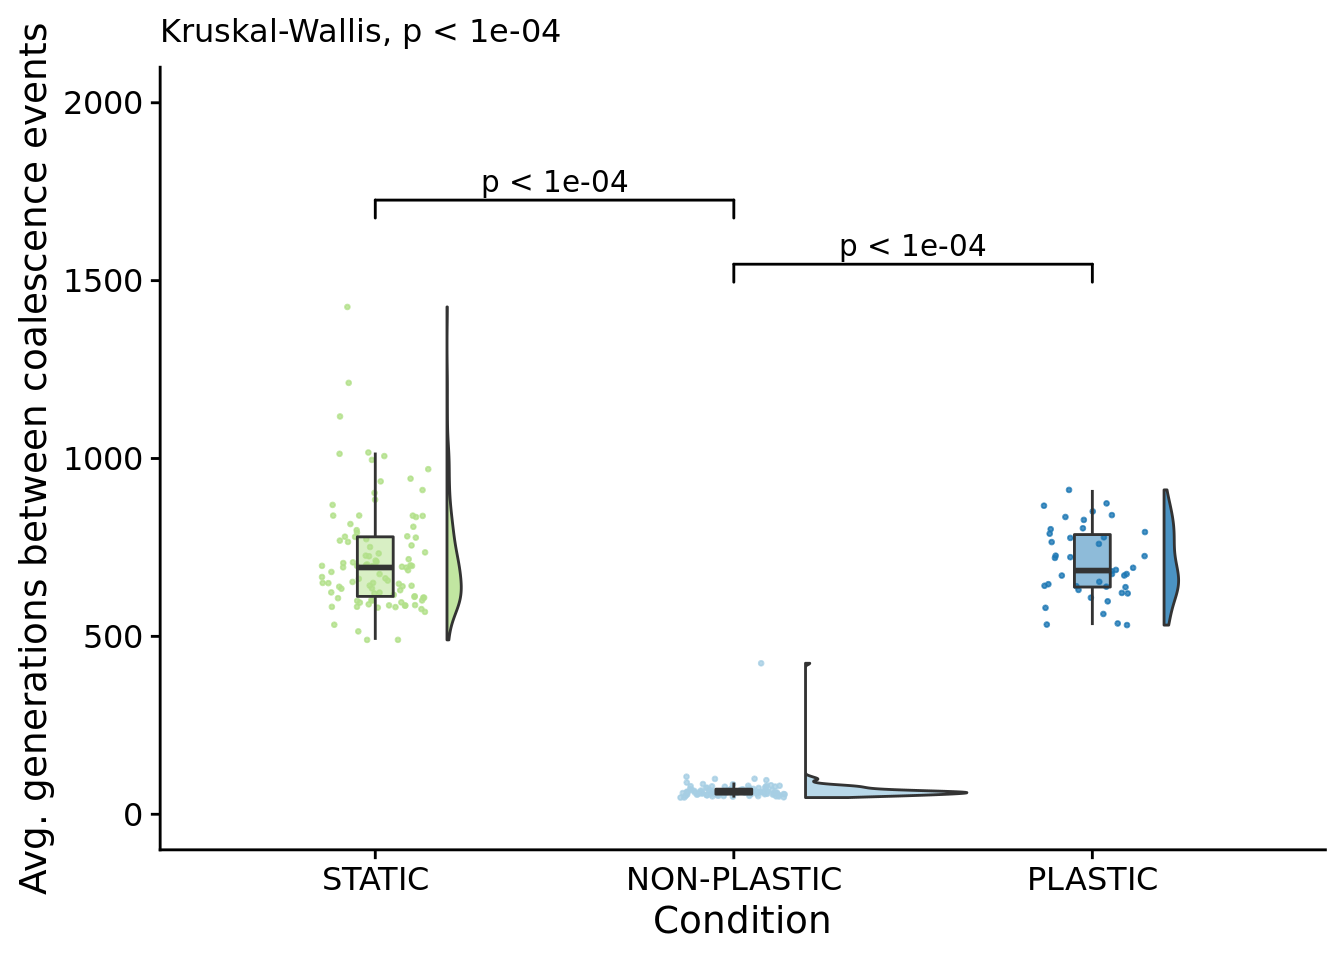 Kruskal-Wallis, p < 1e-04
Avg. generations between coalescence events
2000
1500
1000
500
0
p < 1e-04
p < 1e-04
STATIC
NON-PLASTIC
PLASTIC
Condition